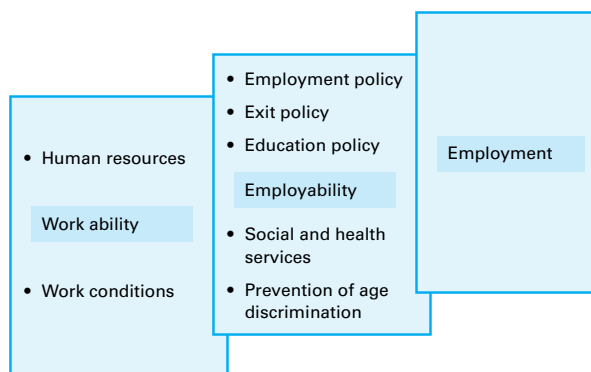 • Human resources
Work ability
• Work conditions
• Employment policy
• Exit policy
• Education policy
Employability
• Social and health
services
• Prevention of age
discrimination
Employment